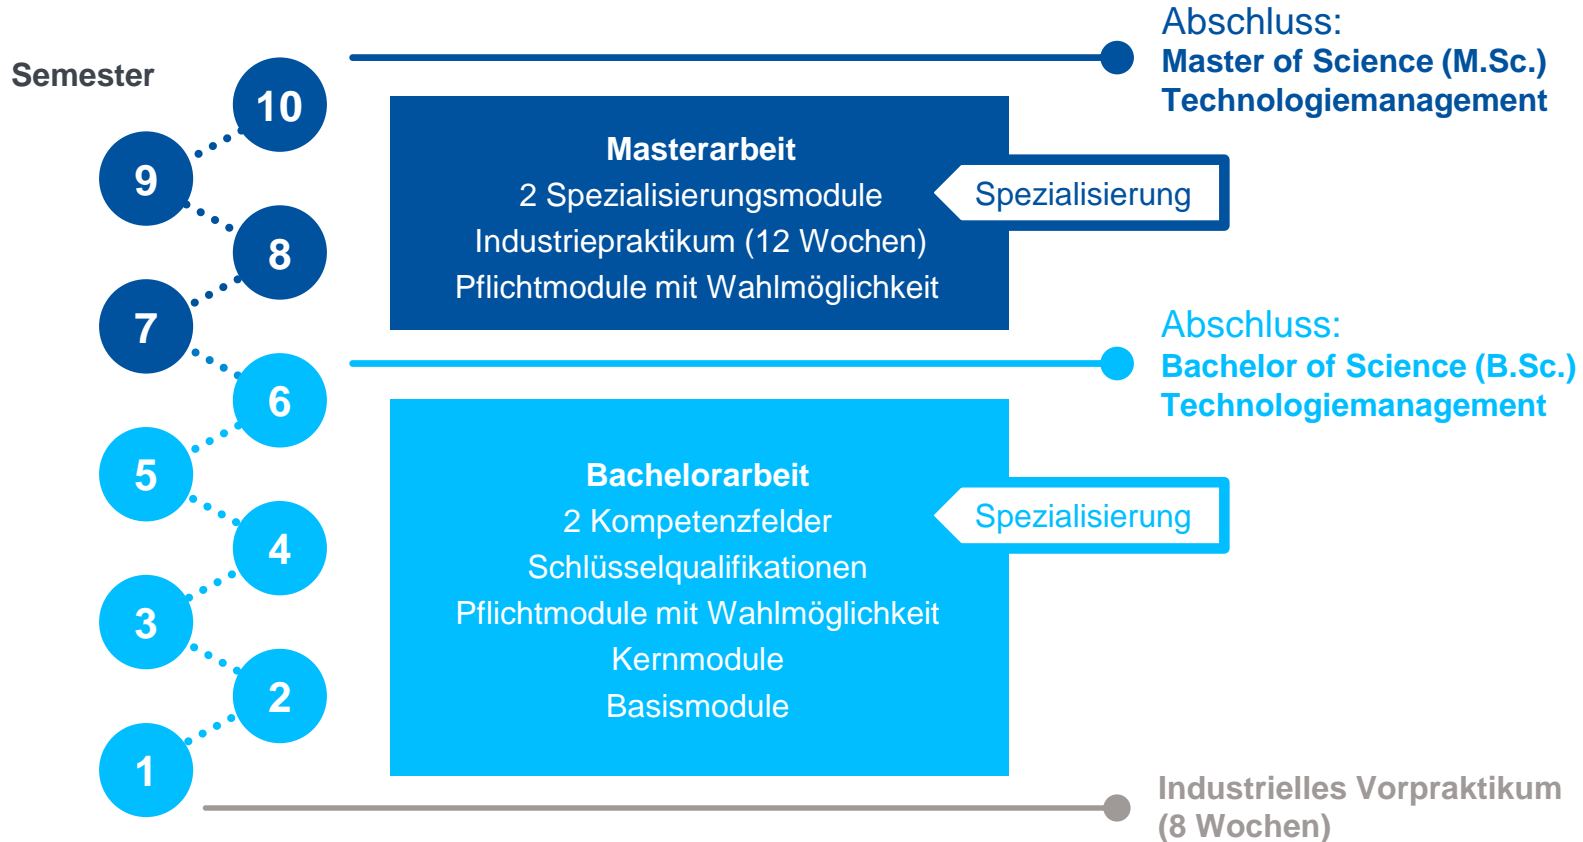 Semester
10
9
8
7
6
5
4
3
2
1
Abschluss:
Master of Science (M.Sc.)
Technologiemanagement
Masterarbeit
2 Spezialisierungsmodule
Industriepraktikum (12 Wochen)
Pflichtmodule mit Wahlmöglichkeit
Spezialisierung
Abschluss:
Bachelor of Science (B.Sc.)
Technologiemanagement
Bachelorarbeit
2 Kompetenzfelder
Schlüsselqualifikationen
Pflichtmodule mit Wahlmöglichkeit
Kernmodule
Basismodule
Spezialisierung
Industrielles Vorpraktikum
(8 Wochen)